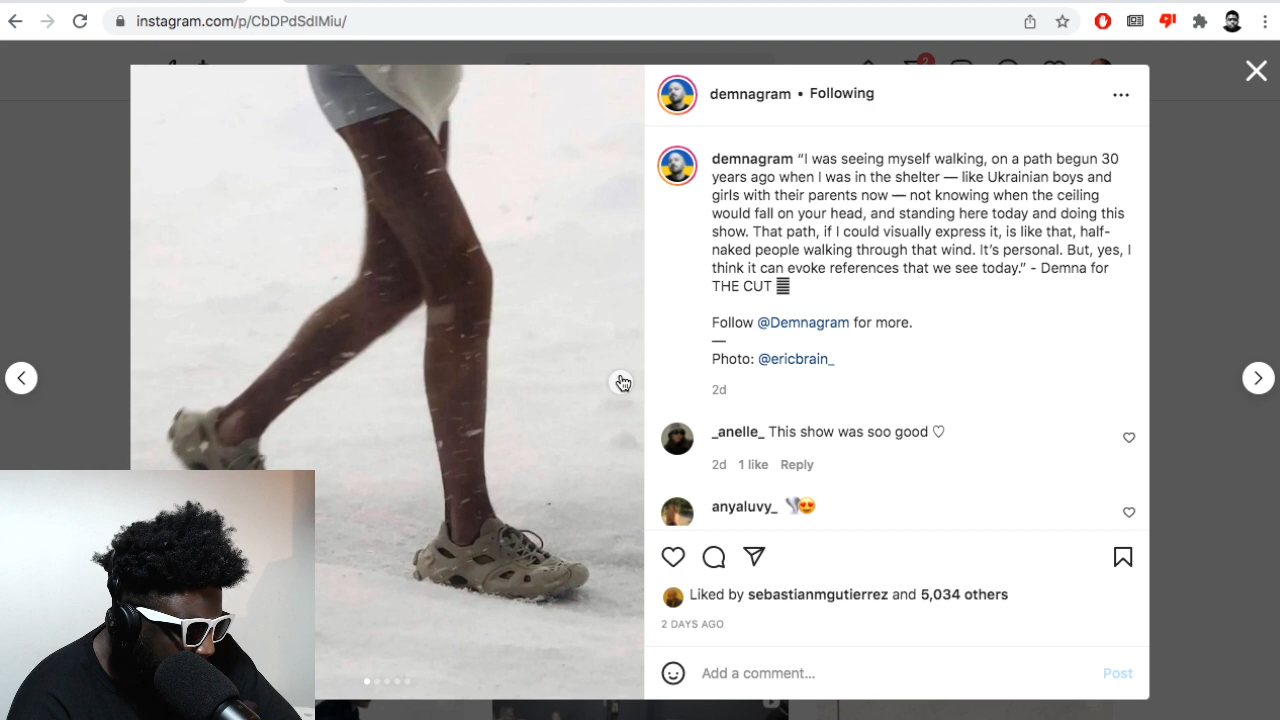 instagram.com/p/CbDPdSdIMiu/
2
demnagram • Following
demnagram “I was seeing myself walking, on a path begun 30
years ago when I was in the shelter — like Ukrainian boys and
girls with their parents now — not knowing when the ceiling
would fall on your head, and standing here today and doing this
show. That path, if I could visually express it, is like that, half-
naked people walking through that wind. It’s personal. But, yes, I
think it can evoke references that we see today.” - Demna for
THE CUT
Follow @Demnagram for more.
—
Photo: @ericbrain_
2d
_anelle_ This show was soo good ♡
2d 1 like Reply
anyaluvy_ 😍
Liked by sebastianmgutierrez and 5,034 others
2 DAYS AGO
Add a comment... Post